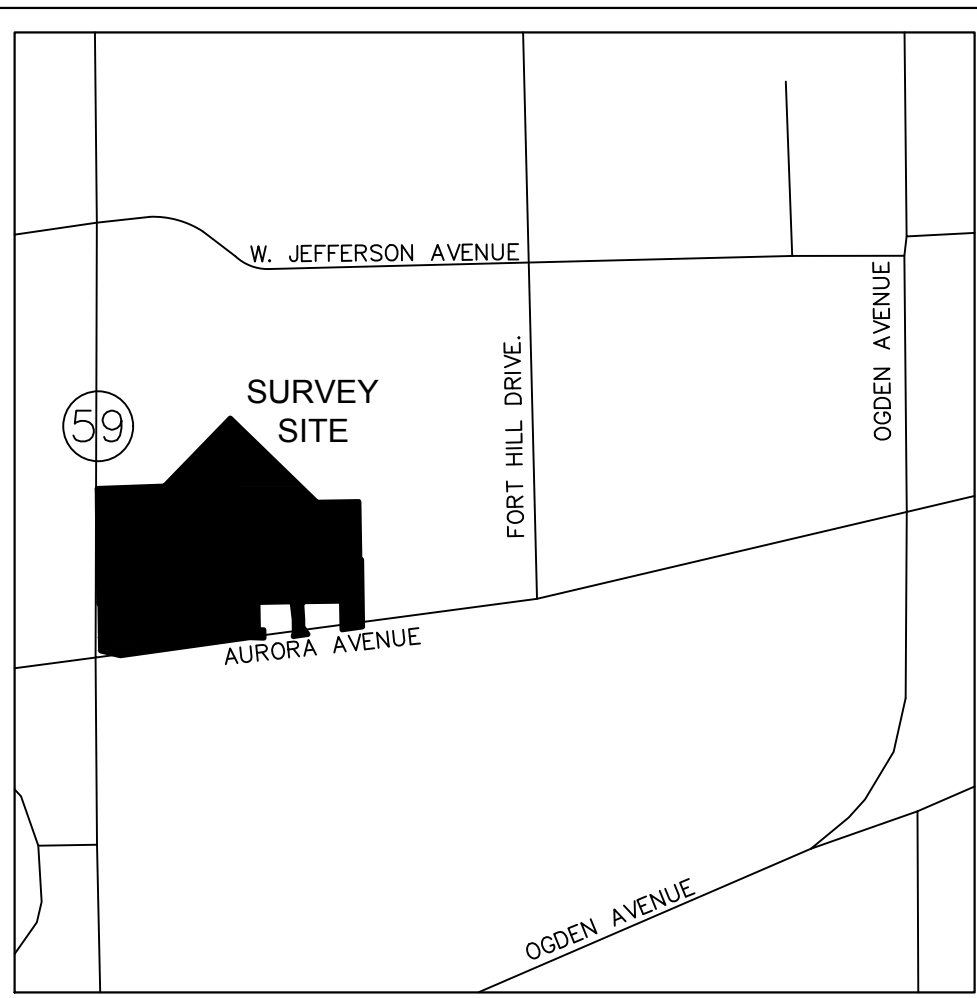 W. JEFFERSON AVENUE
OGDEN AVENUE
FORT HILL DRIVE.
SURVEY
SITE
59
AURORA AVENUE
OGDEN AVENUE